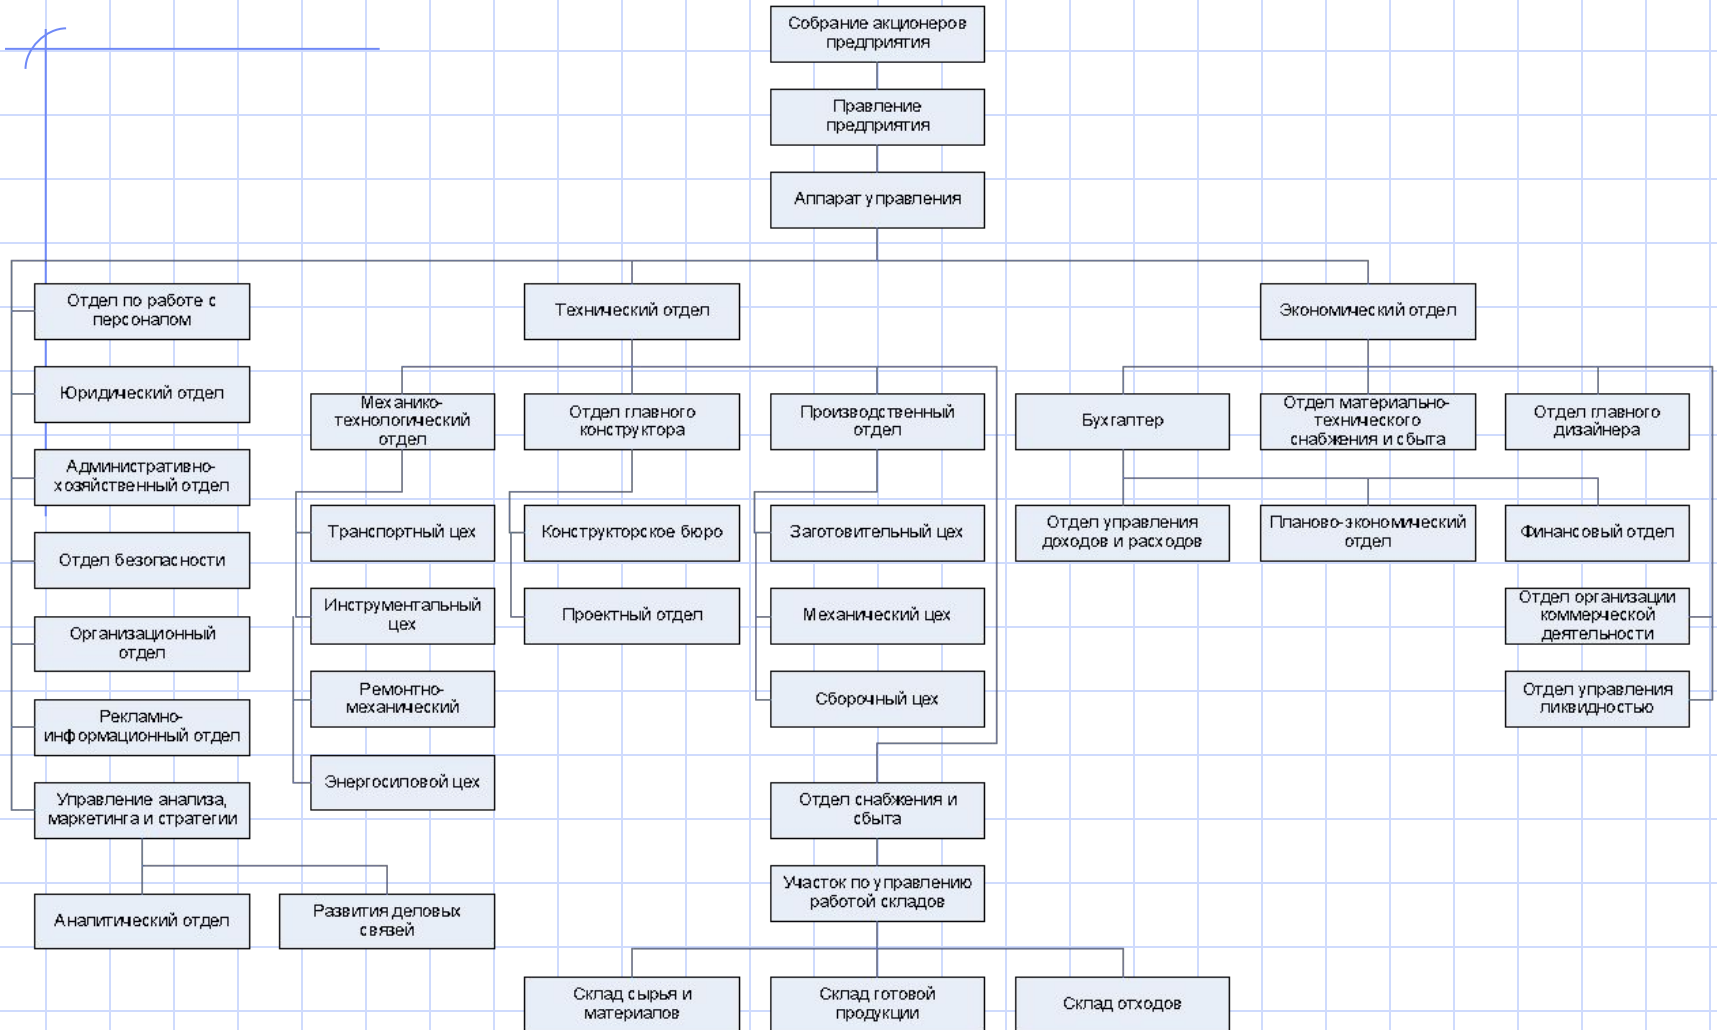 Собрание акционеров
предприятия
Правление
предприятия
Аппарат управления
Отдел по работе с
персоналом
Технический отдел
Экономический отдел
Юридический отдел
Механико-
технологический
отдел
Отдел главного
конструктора
Производственный
отдел
Бухгалтер
Отдел материально-
технического
снабжения и сбыта
Отдел главного
дизайнера
Административно-
хозяйственный отдел
Транспортный цех
Конструкторское бюро
Заготовительный цех
Отдел управления
доходов и расходов
Планово-экономический
отдел
Финансовый отдел
Отдел безопасности
Инструментальный
цех
Проектный отдел
Механический цех
Отдел организации
коммерческой
деятельности
Организационный
отдел
Ремонтно-
механический
Сборочный цех
Отдел управления
ликвидностью
Рекламно-
информационный отдел
Энергосиловой цех
Управление анализа,
маркетинга и стратегии
Отдел снабжения и
сбыта
Аналитический отдел
Развития деловых
связей
Участок по управлению
работой складов
Склад сырья и
материалов
Склад готовой
продукции
Склад отходов